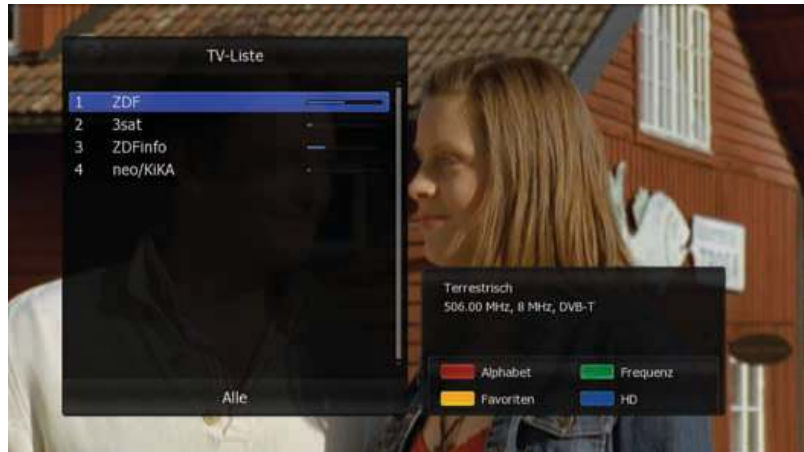 TV-Liste
1 ZDF
2 3sat
3 ZDFinfo
4 neo/KiKA
Alle
Terrestrisch
506.00 MHz, 8 MHz, DVB-T
Alphabet
Frequenz
Favoriten
HD